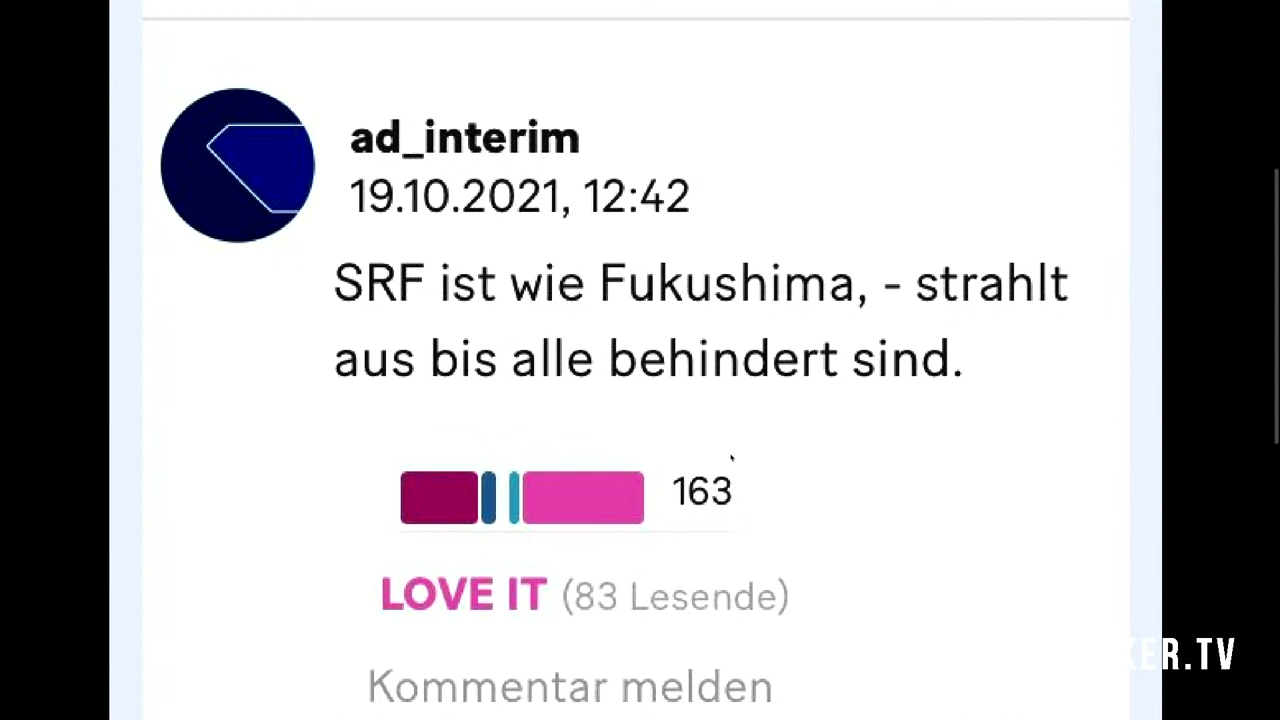 ad_interim
19.10.2021, 12:42
SRF ist wie Fukushima, - strahlt
aus bis alle behindert sind.
163
LOVE IT (83 Lesende)
KER.TV
Kommentar melden